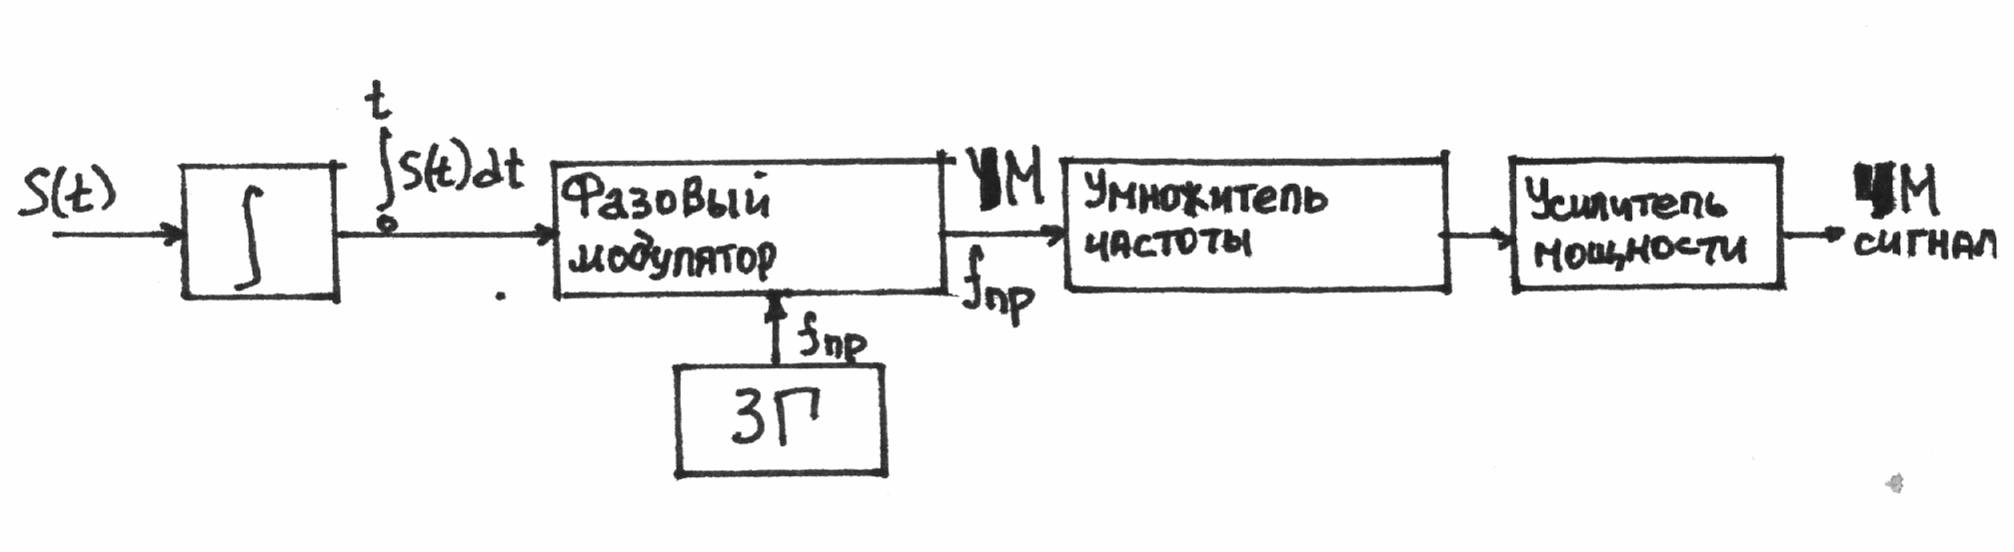 S(t)
∫
t
∫S(t)dt
0
Фазовый
модулятор
ЧМ
fпр
Умножитель
частоты
Усилитель
мощности
ЧМ
сигнал
fпр
ЗГ